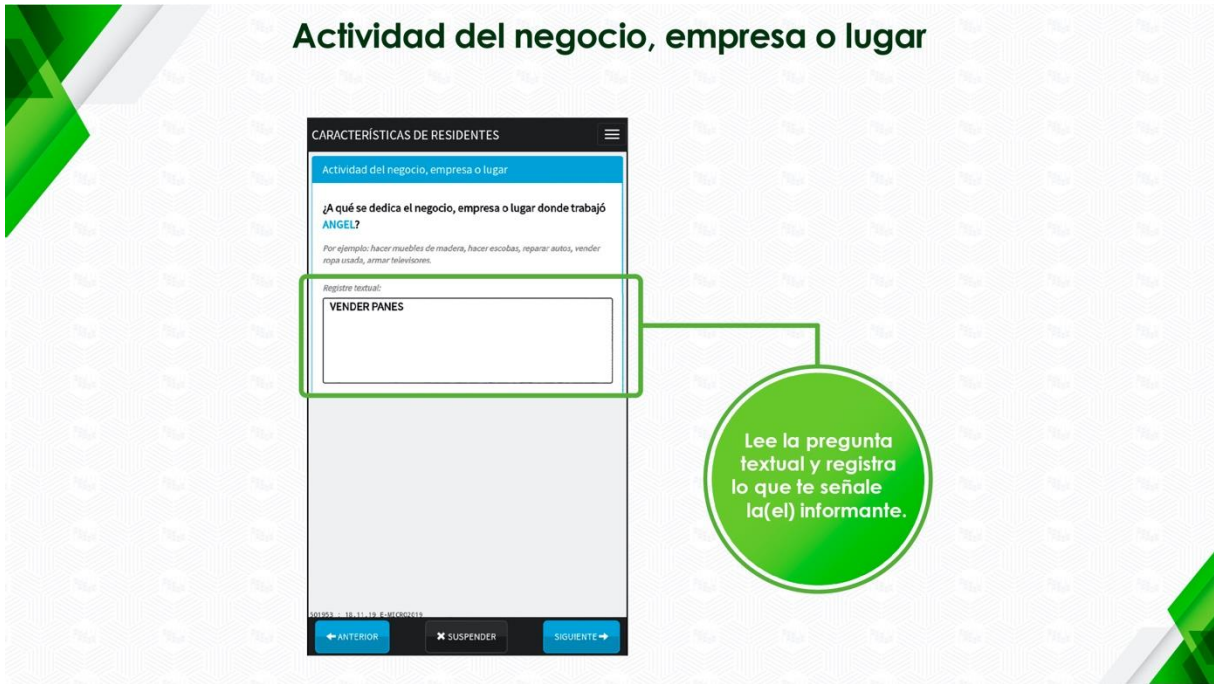 Actividad del negocio, empresa o lugar
CARACTERÍSTICAS DE RESIDENTES
Actividad del negocio, empresa o lugar
¿A qué se dedica el negocio, empresa o lugar donde trabajó
ANGEL?
Por ejemplo: hacer muebles de madera, hacer escobas, reparar autos, vender
ropa usada, armar televisores.
Registre textual:
VENDER PANES
Lee la pregunta
textual y registra
lo que te señale
la(el) informante.
501953 : 10.11.19 E-MICRO2019
ANTERIOR
SUSPENDER
SIGUIENTE